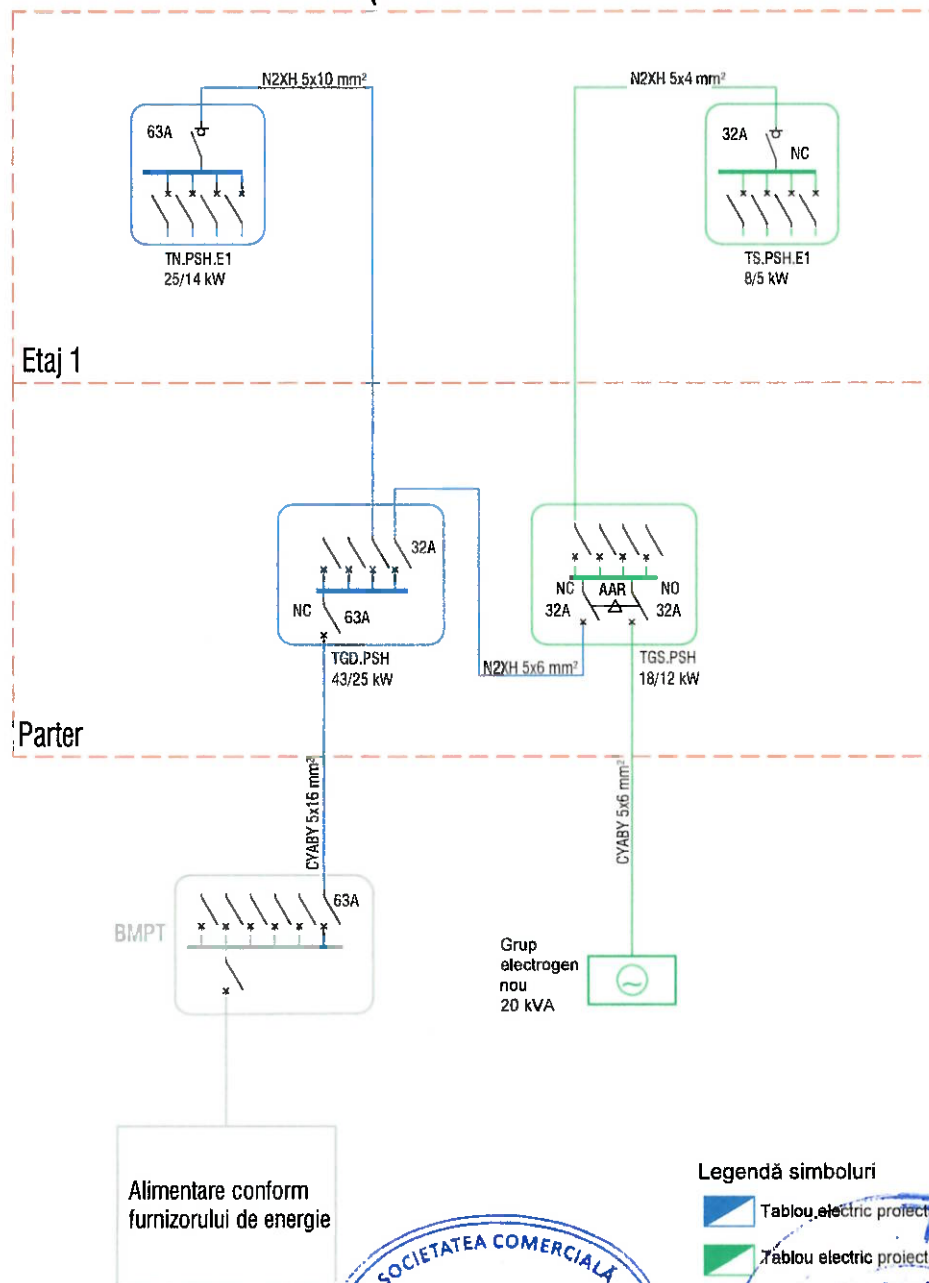 N2XH 5x10 mm²
N2XH 5x4 mm²
63A
32A
NC
TN.PSH.E1
25/14 kW
TS.PSH.E1
8/5 kW
Etaj 1
32A
NC
63A
TGD.PSH
43/25 kW
N2XH 5x6 mm²
NC
AAR
NO
32A
32A
TGS.PSH
18/12 kW
Parter
CYABY 5x16 mm²
CYABY 5x6 mm²
63A
BMPT
Grup
electrogen
nou
20 kVA
Alimentare conform
furnizorului de energie
Legendă simboluri
Tablou electric proiect
Tablou electric proiect
SOCIETATEA COMERCIALĂ